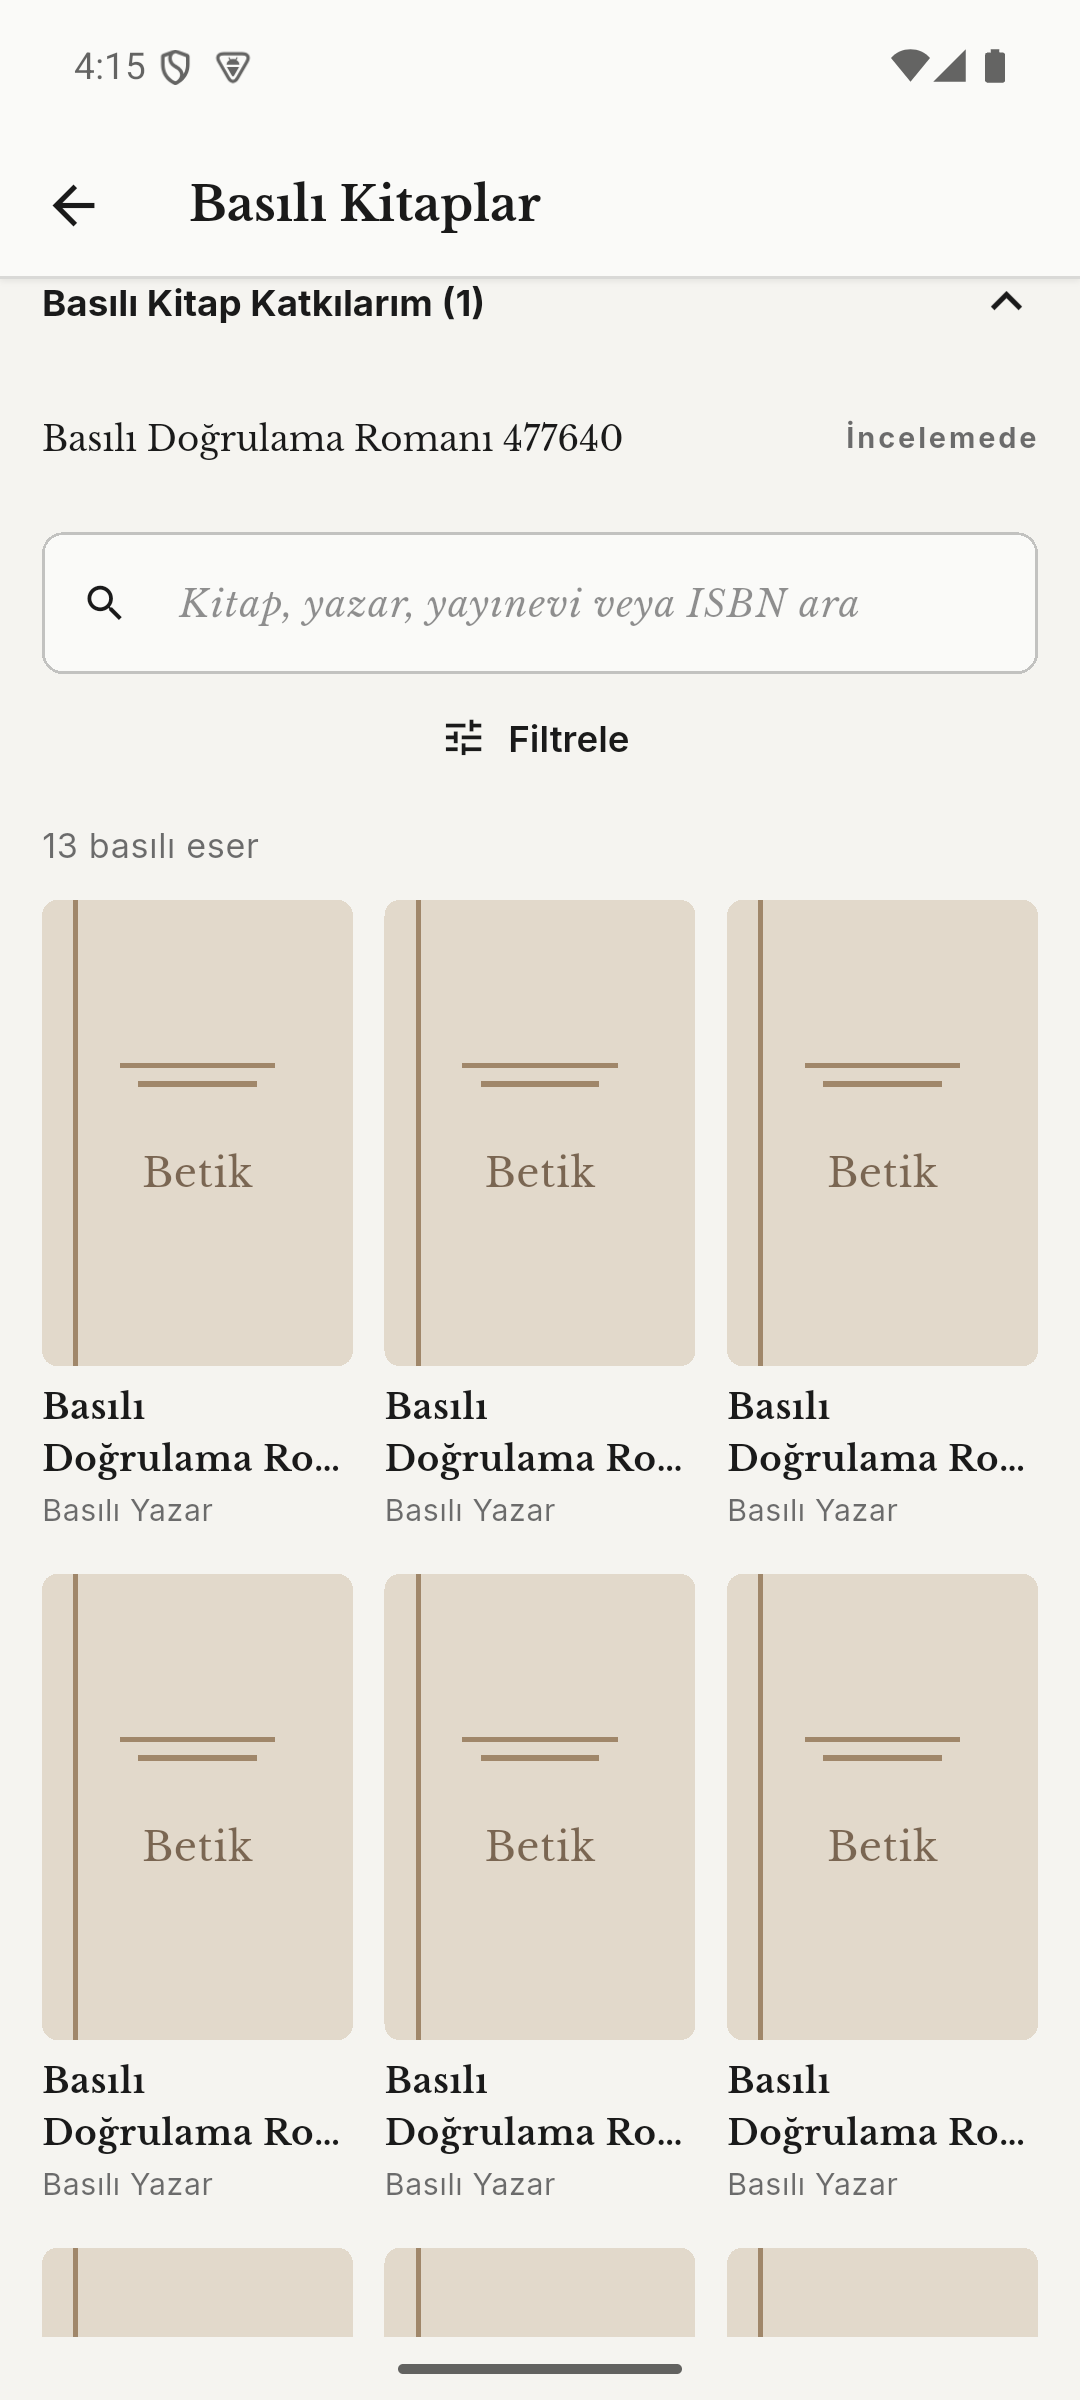 4:15
Basılı Kitaplar
Basılı Kitap Katkılarım (1)
Basılı Doğrulama Romanı 477640
İncelemede
Kitap, yazar, yayınevi veya ISBN ara
Filtrele
13 basılı eser
Betik
Betik
Betik
Basılı
Doğrulama Ro...
Basılı Yazar
Basılı
Doğrulama Ro...
Basılı Yazar
Basılı
Doğrulama Ro...
Basılı Yazar
Betik
Betik
Betik
Basılı
Doğrulama Ro...
Basılı Yazar
Basılı
Doğrulama Ro...
Basılı Yazar
Basılı
Doğrulama Ro...
Basılı Yazar